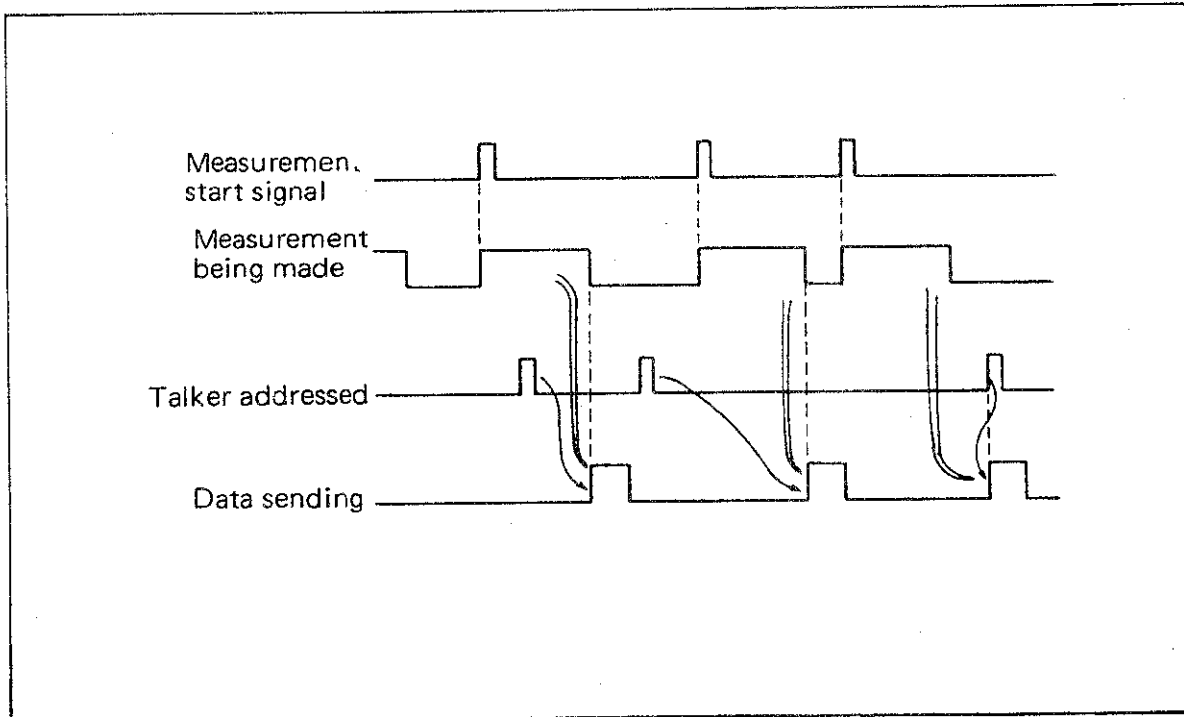 Measuremen.
start signal
Measurement
being made
Talker addressed
Data sending